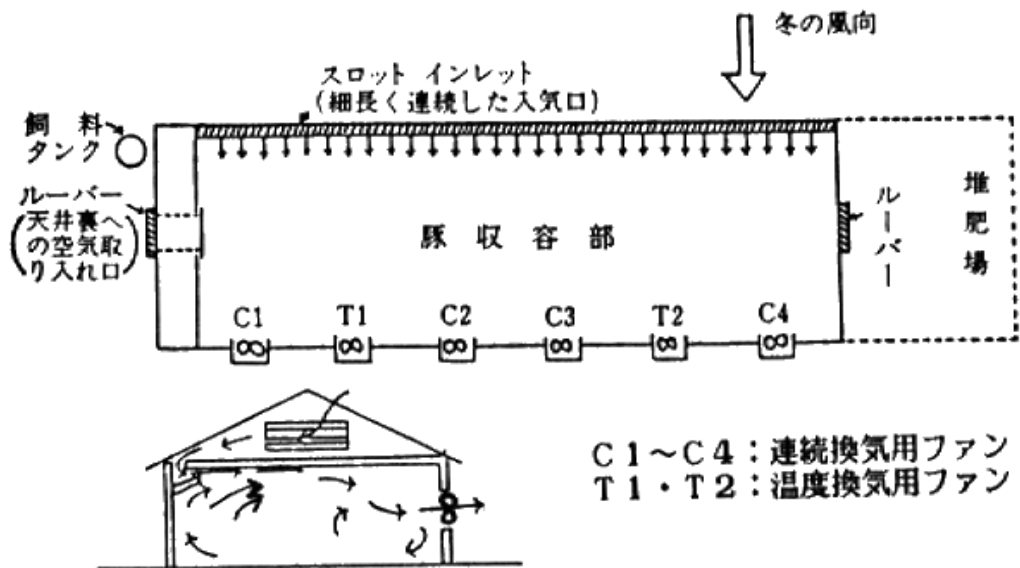 冬の風向
スロット インレット
(細長く連続した入気口)
飼料
タンク
ルーバー
(天井裏へ
の空気取
り入れ口)
豚収容部
ルーバー
堆肥場
C1
T1
C2
C3
T2
C4
C1〜C4:連続換気用ファン
T1・T2:温度換気用ファン